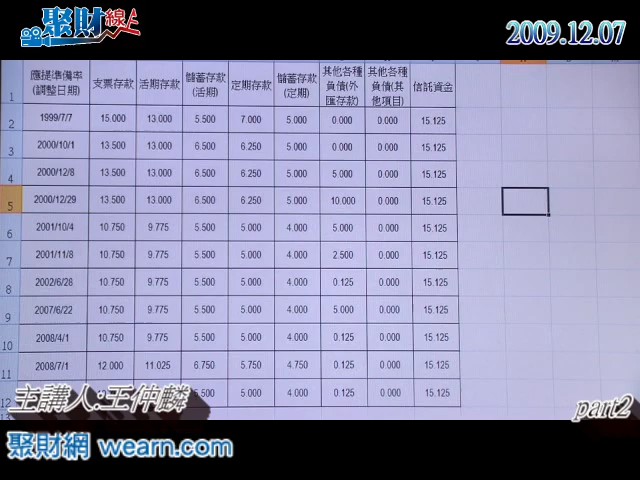 聚財線上
2009.12.07
應提準備率(調整日期) 支票存款 活期存款 儲蓄存款(活期) 定期存款 儲蓄存款(定期) 其他各種負債(外匯存款) 其他各種負債(其他項目) 信託資金
1
2 1999/7/7 15.000 13.000 5.500 7.000 5.000 0.000 0.000 15.125
3 2000/10/1 13.500 13.000 6.500 6.250 5.000 0.000 0.000 15.125
4 2000/12/8 13.500 13.000 6.500 6.250 5.000 5.000 0.000 15.125
5 2000/12/29 13.500 13.000 6.500 6.250 5.000 10.000 0.000 15.125
6 2001/10/4 10.750 9.775 5.500 5.000 4.000 5.000 0.000 15.125
7 2001/11/8 10.750 9.775 5.500 5.000 4.000 2.500 0.000 15.125
8 2002/6/28 10.750 9.775 5.500 5.000 4.000 0.125 0.000 15.125
9 2007/6/22 10.750 9.775 5.500 5.000 4.000 5.000 0.000 15.125
10 2008/4/1 10.750 9.775 5.500 5.000 4.000 0.125 0.000 15.125
11 2008/7/1 12.000 11.025 6.750 5.750 4.750 0.125 0.000 15.125
12 5.500 5.000 4.000 0.125 0.000 15.125
主講人.王仲麟
part2
聚財網 wearn.com